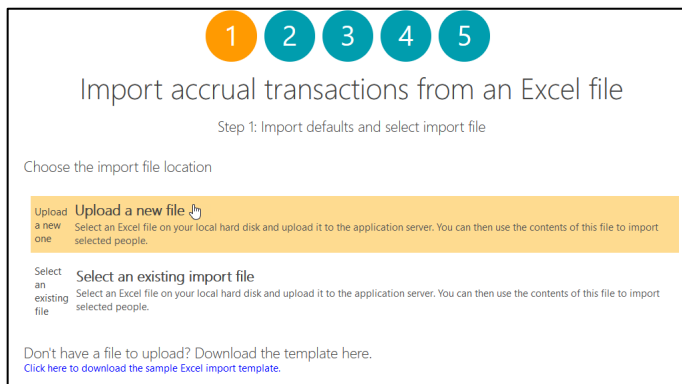 1 2 3 4 5
Import accrual transactions from an Excel file
Step 1: Import defaults and select import file
Choose the import file location
Upload a new one
Upload a new file
Select an Excel file on your local hard disk and upload it to the application server. You can then use the contents of this file to import
selected people.
Select an existing file
Select an existing import file
Select an Excel file on your local hard disk and upload it to the application server. You can then use the contents of this file to import
selected people.
Don't have a file to upload? Download the template here.
Click here to download the sample Excel import template.